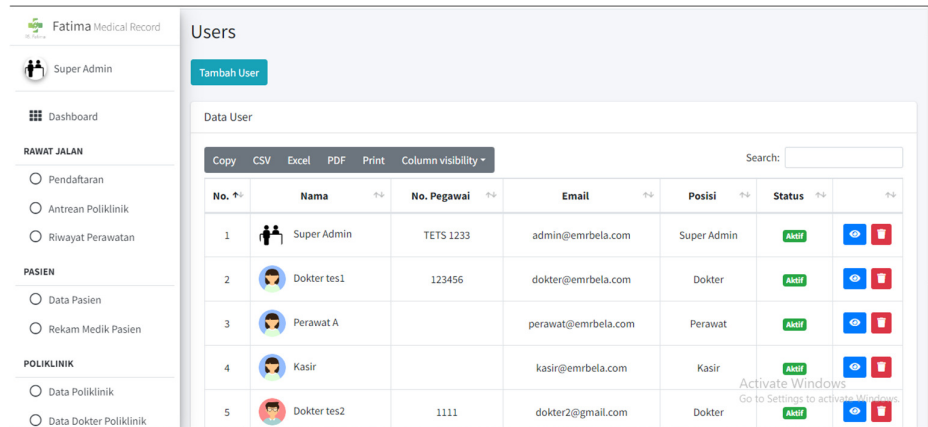 Fatima Medical Record
Super Admin
Dashboard
RAWAT JALAN
Pendaftaran
Antrean Poliklinik
Riwayat Perawatan
PASIEN
Data Pasien
Rekam Medik Pasien
POLIKLINIK
Data Poliklinik
Data Dokter Poliklinik
Users
Tambah User
Data User
Copy CSV Excel PDF Print Column visibility
Search:
No. Nama No. Pegawai Email Posisi Status
1 Super Admin TETS 1233 admin@emrbela.com Super Admin Aktif
2 Dokter tes1 123456 dokter@emrbela.com Dokter Aktif
3 Perawat A perawat@emrbela.com Perawat Aktif
4 Kasir kasir@emrbela.com Kasir Aktif
5 Dokter tes2 1111 dokter2@gmail.com Dokter Aktif
Activate Windows
Go to Settings to activate Windows.